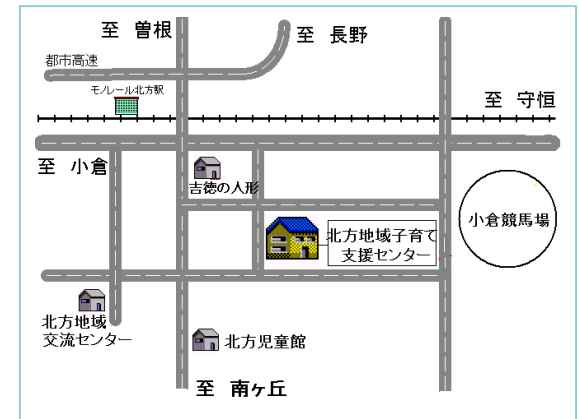 至 曽根
至 長野
都市高速
モノレール北方駅
至 守恒
至 小倉
吉徳の人形
小倉競馬場
北方地域子育て
支援センター
北方地域
交流センター
北方児童館
至 南ヶ丘